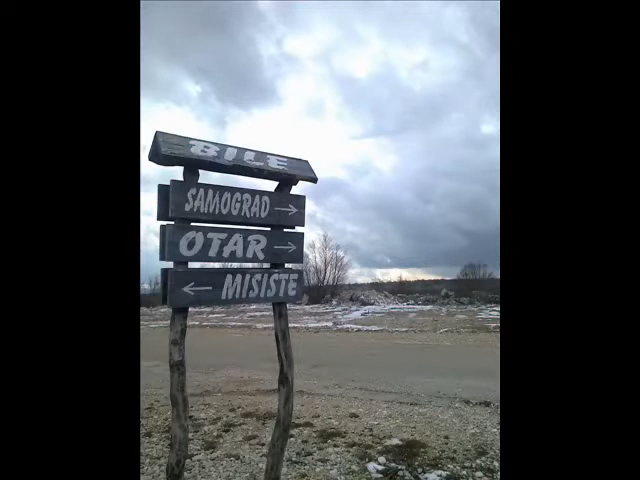 BILE
SAMOGRAD →
OTAR →
← MISISTE